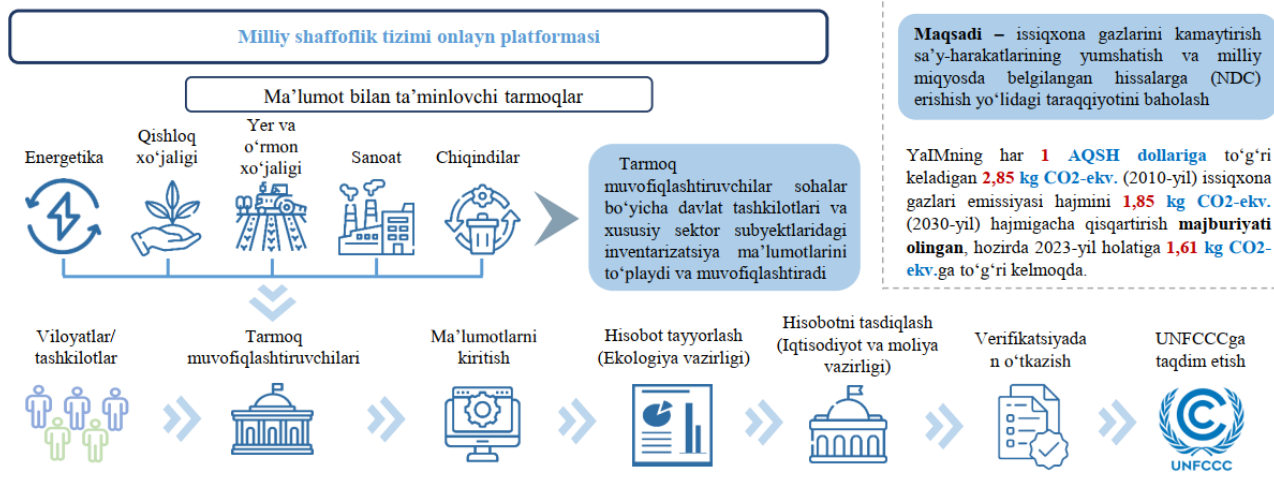 Milliy shaffoflik tizimi onlayn platformasi
Ma’lumot bilan ta’minlovchi tarmoqlar
Energetika
Qishloq
xo‘jaligi
Yer va
o‘rmon
xo‘jaligi
Sanoat
Chiqindilar
Tarmoq
muvofiqlashtiruvchilar sohalar
bo‘yicha davlat tashkilotlari va
xususiy sektor subyektlaridagi
inventarizatsiya ma’lumotlarini
to‘playdi va muvofiqlashtiradi
Maqsadi – issiqxona gazlarini kamaytirish
sa’y-harakatlarining yumshatish va milliy
miqyosda belgilangan hissalarga (NDC)
erishish yo‘lidagi taraqqiyotini baholash
YaIMning har 1 AQSH dollariga to‘g‘ri
keladigan 2,85 kg CO2-ekv. (2010-yil) issiqxona
gazlari emissiyasi hajmini 1,85 kg CO2-ekv.
(2030-yil) hajmigacha qisqartirish majburiyati
olingan, hozirda 2023-yil holatiga 1,61 kg CO2-
ekv.ga to‘g‘ri kelmoqda.
Viloyatlar/
tashkilotlar
Tarmoq
muvofiqlashtiruvchilari
Ma’lumotlarni
kiritish
Hisobot tayyorlash
(Ekologiya vazirligi)
Hisobotni tasdiqlash
(Iqtisodiyot va moliya
vazirligi)
Verifikatsiyada
n o‘tkazish
UNFCCCga
taqdim etish
UNFCCC